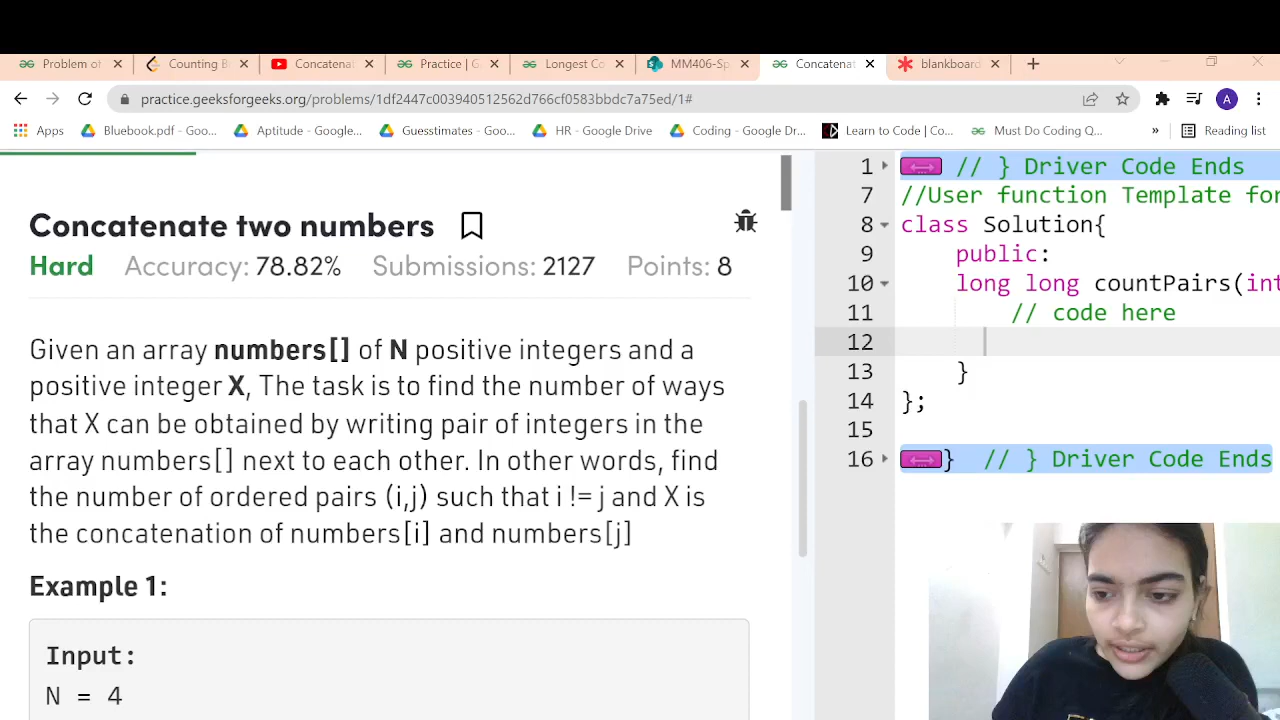 Problem of
Counting B
Concatena
Practice | G
Longest Co
MM406-Sp
Concatenat
blankboard
practice.geeksforgeeks.org/problems/1df2447c003940512562d766cf0583bbdc7a75ed/1#
A
Apps
Bluebook.pdf - Goo...
Aptitude - Google...
Guesstimates - Goo...
HR - Google Drive
Coding - Google Dr...
Learn to Code | Co...
Must Do Coding Q...
»
Reading list
Concatenate two numbers
Hard Accuracy: 78.82% Submissions: 2127 Points: 8
Given an array numbers[] of N positive integers and a
positive integer X, The task is to find the number of ways
that X can be obtained by writing pair of integers in the
array numbers[] next to each other. In other words, find
the number of ordered pairs (i,j) such that i != j and X is
the concatenation of numbers[i] and numbers[j]
Example 1:
Input:
N = 4
1 // } Driver Code Ends
7 //User function Template for
8 class Solution{
9 public:
10 long long countPairs(int
11 // code here
12
13 }
14 };
15
16 } // } Driver Code Ends